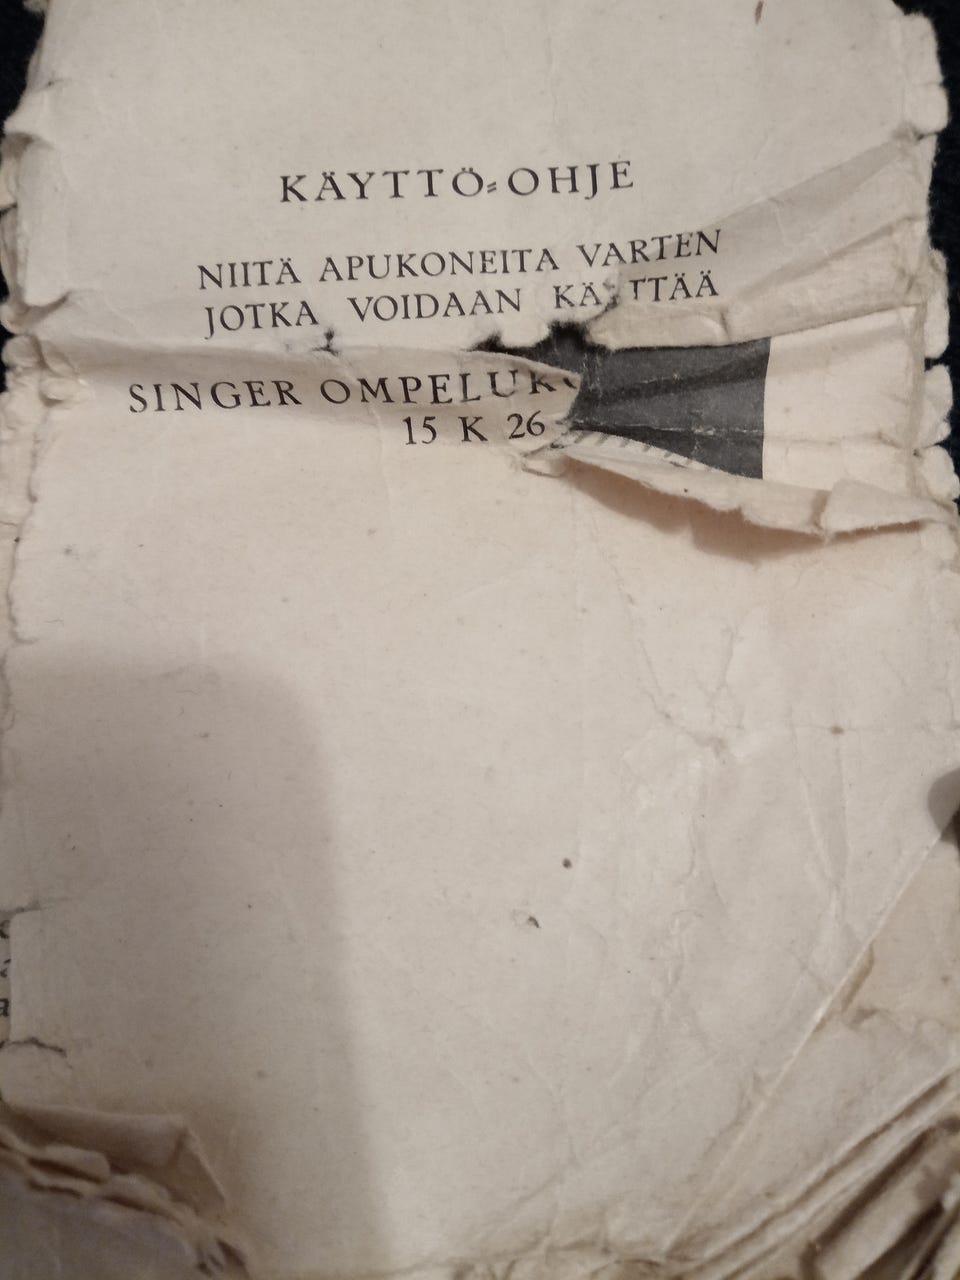 KÄYTTÖ-OHJE
NIITÄ APUKONEITA VARTEN
JOTKA VOIDAAN
SINGER
15 K 26